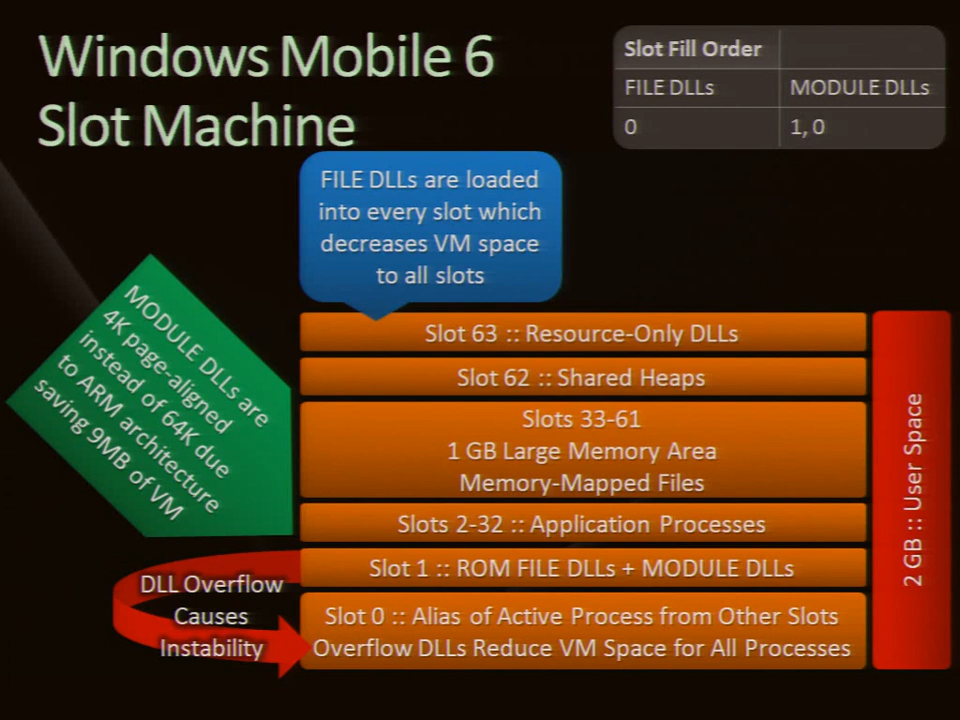 Windows Mobile 6
Slot Machine
Slot Fill Order
FILE DLLs MODULE DLLs
0 1, 0
FILE DLLs are loaded
into every slot which
decreases VM space
to all slots
MODULE DLLs are
4K page-aligned
instead of 64K due
to ARM architecture
saving 9MB of VM
Slot 63 :: Resource-Only DLLs
Slot 62 :: Shared Heaps
Slots 33-61
1 GB Large Memory Area
Memory-Mapped Files
Slots 2-32 :: Application Processes
Slot 1 :: ROM FILE DLLs + MODULE DLLs
Slot 0 :: Alias of Active Process from Other Slots
Overflow DLLs Reduce VM Space for All Processes
2 GB :: User Space
DLL Overflow
Causes
Instability